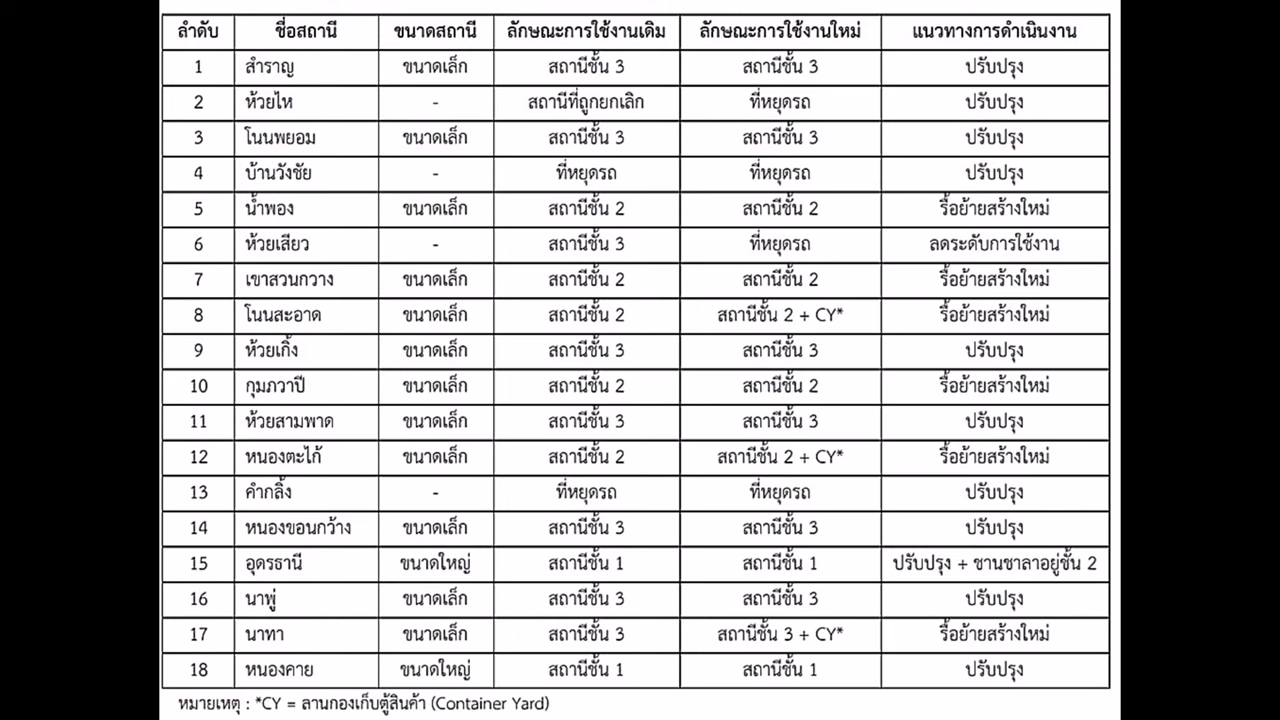 ลำดับ ชื่อสถานี ขนาดสถานี ลักษณะการใช้งานเดิม ลักษณะการใช้งานใหม่ แนวทางการดำเนินงาน
1 สำราญ ขนาดเล็ก สถานีชั้น 3 สถานีชั้น 3 ปรับปรุง
2 ห้วยไห - สถานีที่ถูกยกเลิก ที่หยุดรถ ปรับปรุง
3 โนนพยอม ขนาดเล็ก สถานีชั้น 3 สถานีชั้น 3 ปรับปรุง
4 บ้านวังชัย - ที่หยุดรถ ที่หยุดรถ ปรับปรุง
5 น้ำพอง ขนาดเล็ก สถานีชั้น 2 สถานีชั้น 2 รื้อย้ายสร้างใหม่
6 ห้วยเสียว - สถานีชั้น 3 ที่หยุดรถ ลดระดับการใช้งาน
7 เขาสวนกวาง ขนาดเล็ก สถานีชั้น 2 สถานีชั้น 2 รื้อย้ายสร้างใหม่
8 โนนสะอาด ขนาดเล็ก สถานีชั้น 2 สถานีชั้น 2 + CY* รื้อย้ายสร้างใหม่
9 ห้วยเกิ้ง ขนาดเล็ก สถานีชั้น 3 สถานีชั้น 3 ปรับปรุง
10 กุมภวาปี ขนาดเล็ก สถานีชั้น 2 สถานีชั้น 2 รื้อย้ายสร้างใหม่
11 ห้วยสามพาด ขนาดเล็ก สถานีชั้น 3 สถานีชั้น 3 ปรับปรุง
12 หนองตะไก้ ขนาดเล็ก สถานีชั้น 2 สถานีชั้น 2 + CY* รื้อย้ายสร้างใหม่
13 คำกลิ้ง - ที่หยุดรถ ที่หยุดรถ ปรับปรุง
14 หนองขอนกว้าง ขนาดเล็ก สถานีชั้น 3 สถานีชั้น 3 ปรับปรุง
15 อุดรธานี ขนาดใหญ่ สถานีชั้น 1 สถานีชั้น 1 ปรับปรุง + ชานชาลาอยู่ชั้น 2
16 นาพู่ ขนาดเล็ก สถานีชั้น 3 สถานีชั้น 3 ปรับปรุง
17 นาทา ขนาดเล็ก สถานีชั้น 3 สถานีชั้น 3 + CY* รื้อย้ายสร้างใหม่
18 หนองคาย ขนาดใหญ่ สถานีชั้น 1 สถานีชั้น 1 ปรับปรุง
หมายเหตุ : *CY = ลานกองเก็บตู้สินค้า (Container Yard)